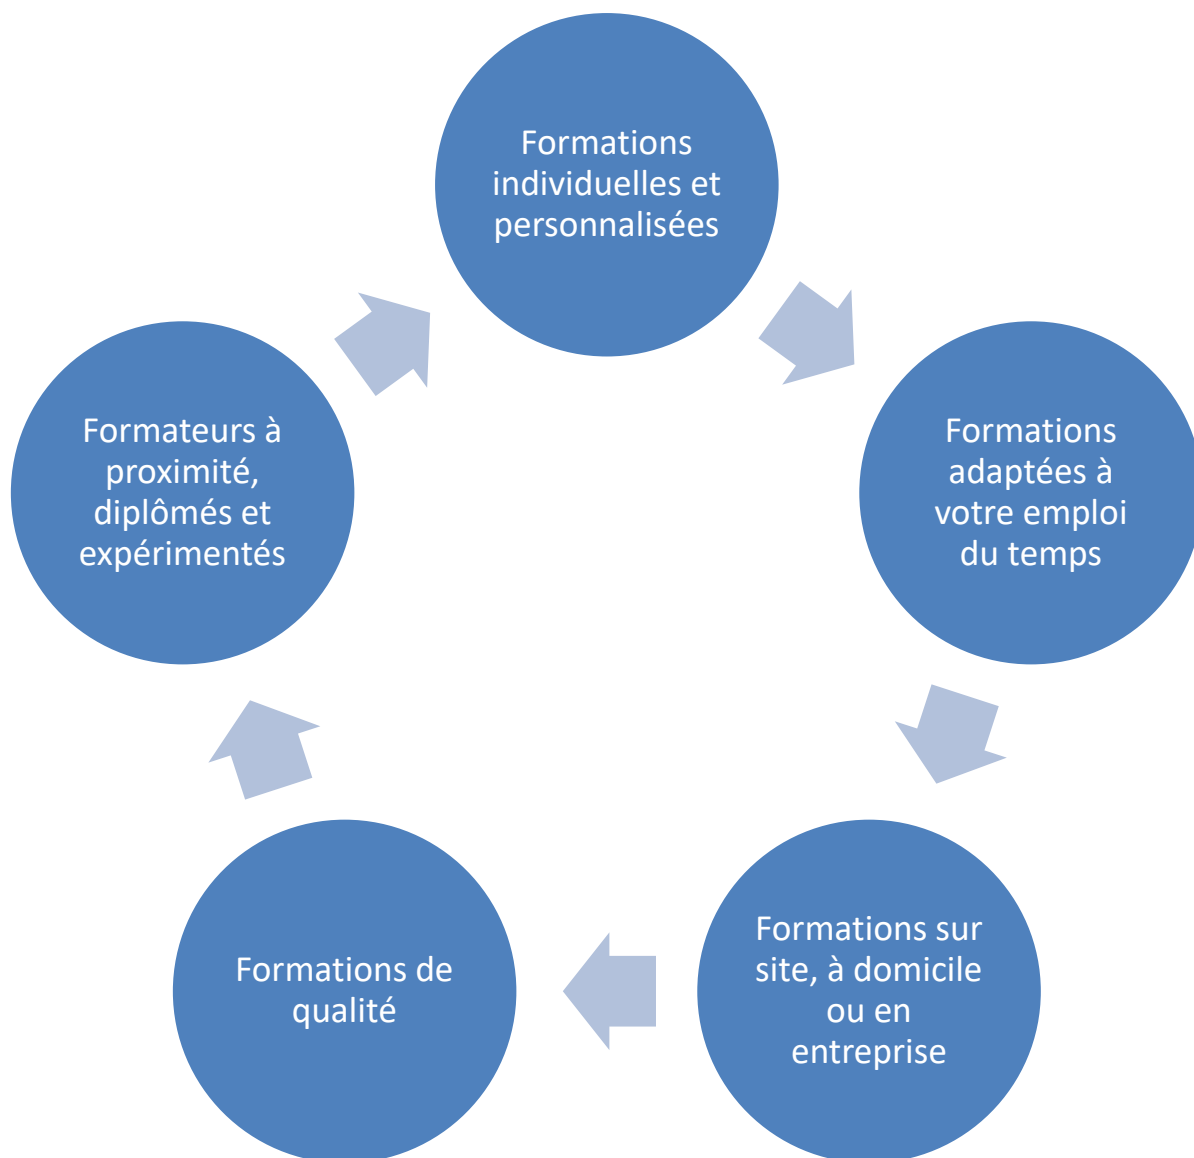 Formations
individuelles et
personnalisées
Formations
adaptées à
votre emploi
du temps
Formations sur
site, à domicile
ou en
entreprise
Formations de
qualité
Formateurs à
proximité,
diplômés et
expérimentés